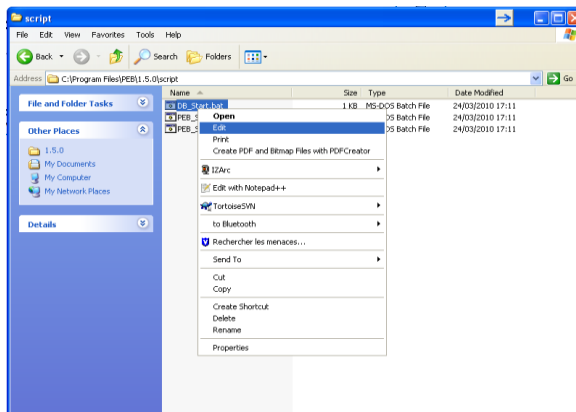 script
File Edit View Favorites Tools Help
Back Search Folders
Address C:\Program Files\PEB\1.5.0\script Go
Name Size Type Date Modified
File and Folder Tasks
DB_Start.bat 1 KB MS-DOS Batch File 24/03/2010 17:11
PEB_S DOS Batch File 24/03/2010 17:11
PEB_S DOS Batch File 24/03/2010 17:11
Other Places
1.5.0
My Documents
My Computer
My Network Places
Details
Open
Edit
Print
Create PDF and Bitmap Files with PDFCreator
IZArc
Edit with Notepad++
TortoiseSVN
to Bluetooth
Rechercher les menaces...
Send To
Cut
Copy
Create Shortcut
Delete
Rename
Properties